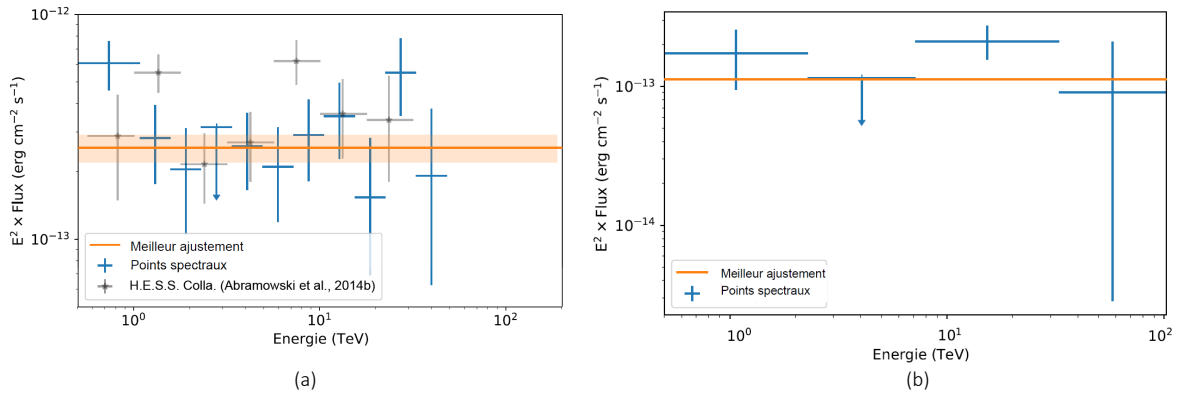 10⁻¹²
E² × Flux (erg cm⁻² s⁻¹)
10⁻¹³
Meilleur ajustement
Points spectraux
H.E.S.S. Colla. (Abramowski et al., 2014b)
10⁰
10¹
10²
Energie (TeV)
(a)
10⁻¹³
E² × Flux (erg cm⁻² s⁻¹)
10⁻¹⁴
Meilleur ajustement
Points spectraux
10⁰
10¹
10²
Energie (TeV)
(b)